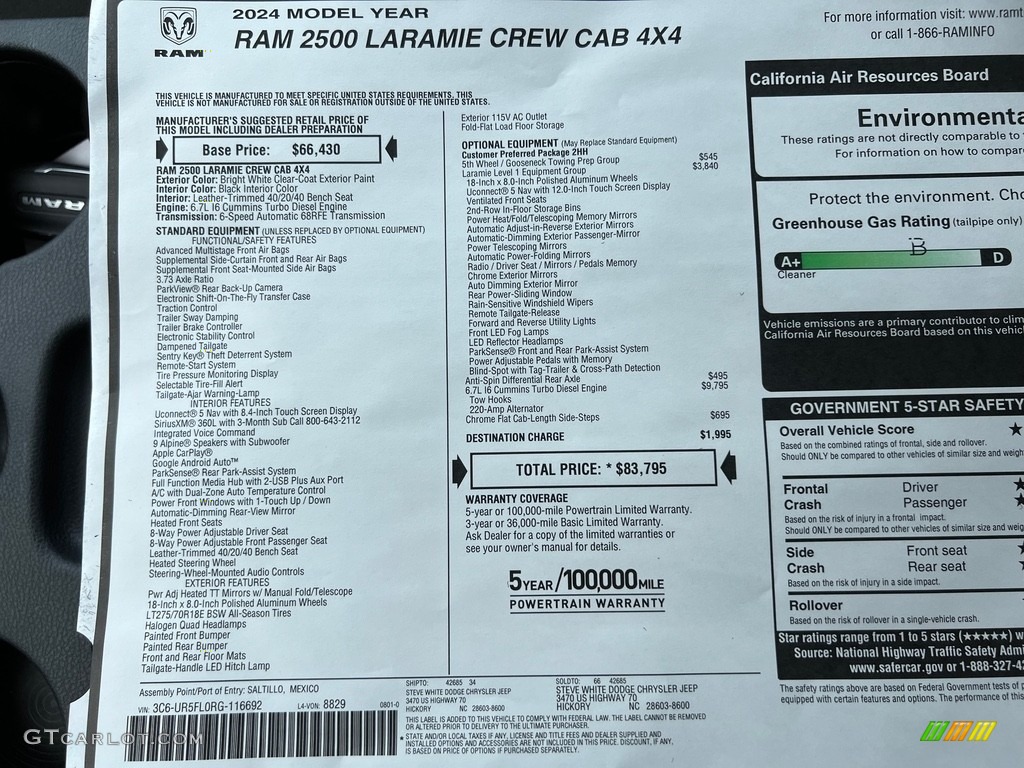 2024 MODEL YEAR
RAM 2500 LARAMIE CREW CAB 4X4
RAM
For more information visit: www.ramt
or call 1-866-RAMINFO
THIS VEHICLE IS MANUFACTURED TO MEET SPECIFIC UNITED STATES REQUIREMENTS. THIS
VEHICLE IS NOT MANUFACTURED FOR SALE OR REGISTRATION OUTSIDE OF THE UNITED STATES.
MANUFACTURER'S SUGGESTED RETAIL PRICE OF
THIS MODEL INCLUDING DEALER PREPARATION
Base Price: $66,430
RAM 2500 LARAMIE CREW CAB 4X4
Exterior Color: Bright White Clear-Coat Exterior Paint
Interior Color: Black Interior Color
Interior: Leather-Trimmed 40/20/40 Bench Seat
Engine: 6.7L I6 Cummins Turbo Diesel Engine
Transmission: 6-Speed Automatic 68RFE Transmission
STANDARD EQUIPMENT (UNLESS REPLACED BY OPTIONAL EQUIPMENT)
FUNCTIONAL/SAFETY FEATURES
Advanced Multistage Front Air Bags
Supplemental Side-Curtain Front and Rear Air Bags
Supplemental Front Seat-Mounted Side Air Bags
3.73 Axle Ratio
ParkView® Rear Back-Up Camera
Electronic Shift-On-The-Fly Transfer Case
Traction Control
Trailer Sway Damping
Trailer Brake Controller
Electronic Stability Control
Dampened Tailgate
Sentry Key® Theft Deterrent System
Remote-Start System
Tire Pressure Monitoring Display
Selectable Tire-Fill Alert
Tailgate-Ajar Warning-Lamp
INTERIOR FEATURES
Uconnect® 5 Nav with 8.4-Inch Touch Screen Display
SiriusXM® 360L with 3-Month Sub Call 800-643-2112
Integrated Voice Command
9 Alpine® Speakers with Subwoofer
Apple CarPlay®
Google Android Auto™
ParkSense® Rear Park-Assist System
Full Function Media Hub with 2-USB Plus Aux Port
A/C with Dual-Zone Auto Temperature Control
Power Front Windows with 1-Touch Up / Down
Automatic-Dimming Rear-View Mirror
Heated Front Seats
8-Way Power Adjustable Driver Seat
8-Way Power Adjustable Front Passenger Seat
Leather-Trimmed 40/20/40 Bench Seat
Heated Steering Wheel
Steering-Wheel-Mounted Audio Controls
EXTERIOR FEATURES
Pwr Adj Heated TT Mirrors w/ Manual Fold/Telescope
18-Inch x 8.0-Inch Polished Aluminum Wheels
LT275/70R18E BSW All-Season Tires
Halogen Quad Headlamps
Painted Front Bumper
Painted Rear Bumper
Front and Rear Floor Mats
Tailgate-Handle LED Hitch Lamp
Exterior 115V AC Outlet
Fold-Flat Load Floor Storage
OPTIONAL EQUIPMENT (May Replace Standard Equipment)
Customer Preferred Package 2HH
5th Wheel / Gooseneck Towing Prep Group $545
Laramie Level 1 Equipment Group $3,840
18-Inch x 8.0-Inch Polished Aluminum Wheels
Uconnect® 5 Nav with 12.0-Inch Touch Screen Display
Ventilated Front Seats
2nd-Row In-Floor Storage Bins
Power Heat/Fold/Telescoping Memory Mirrors
Automatic Adjust-in-Reverse Exterior Mirrors
Automatic-Dimming Exterior Passenger-Mirror
Power Telescoping Mirrors
Automatic Power-Folding Mirrors
Radio / Driver Seat / Mirrors / Pedals Memory
Chrome Exterior Mirrors
Auto Dimming Exterior Mirror
Rear Power-Sliding Window
Rain-Sensitive Windshield Wipers
Remote Tailgate-Release
Forward and Reverse Utility Lights
Front LED Fog Lamps
LED Reflector Headlamps
ParkSense® Front and Rear Park-Assist System
Power Adjustable Pedals with Memory
Blind-Spot with Tag-Trailer & Cross-Path Detection
Anti-Spin Differential Rear Axle $495
6.7L I6 Cummins Turbo Diesel Engine $9,795
Tow Hooks
220-Amp Alternator
Chrome Flat Cab-Length Side-Steps $695
DESTINATION CHARGE $1,995
TOTAL PRICE: * $83,795
WARRANTY COVERAGE
5-year or 100,000-mile Powertrain Limited Warranty.
3-year or 36,000-mile Basic Limited Warranty.
Ask Dealer for a copy of the limited warranties or
see your owner's manual for details.
5 YEAR/100,000 MILE
POWERTRAIN WARRANTY
California Air Resources Board
Environmenta
These ratings are not directly comparable to
For information on how to compar
Protect the environment. Cho
Greenhouse Gas Rating (tailpipe only)
B
A+ D
Cleaner
Vehicle emissions are a primary contributor to clim
California Air Resources Board based on this vehicl
GOVERNMENT 5-STAR SAFETY
Overall Vehicle Score ★
Based on the combined ratings of frontal, side and rollover.
Should ONLY be compared to other vehicles of similar size and weigh
Frontal Driver ★
Crash Passenger ★
Based on the risk of injury in a frontal impact.
Should ONLY be compared to other vehicles of similar size and weig
Side Front seat
Crash Rear seat
Based on the risk of injury in a side impact.
Rollover
Based on the risk of rollover in a single-vehicle crash.
Star ratings range from 1 to 5 stars (★★★★★) w
Source: National Highway Traffic Safety Admi
www.safercar.gov or 1-888-327-42
The safety ratings above are based on Federal Government tests of p
equipped with certain features and options. The performance of this
Assembly Point/Port of Entry: SALTILLO, MEXICO
VIN: 3C6-UR5FL0RG-116692 L4-VON: 8829 0801-0
SHIPTO: 42685 34
STEVE WHITE DODGE CHRYSLER JEEP
3470 US HIGHWAY 70
HICKORY NC 28603-8600
SOLDTO: 66 42685
STEVE WHITE DODGE CHRYSLER JEEP
3470 US HIGHWAY 70
HICKORY NC 28603-8600
THIS LABEL IS ADDED TO THIS VEHICLE TO COMPLY WITH FEDERAL LAW. THE LABEL CANNOT BE REMOVED
OR ALTERED PRIOR TO DELIVERY TO THE ULTIMATE PURCHASER.
* STATE AND/OR LOCAL TAXES IF ANY, LICENSE AND TITLE FEES AND DEALER SUPPLIED AND
INSTALLED OPTIONS AND ACCESSORIES ARE NOT INCLUDED IN THIS PRICE. DISCOUNT, IF ANY,
IS BASED ON PRICE OF OPTIONS IF PURCHASED SEPARATELY.
GTcarlot.com